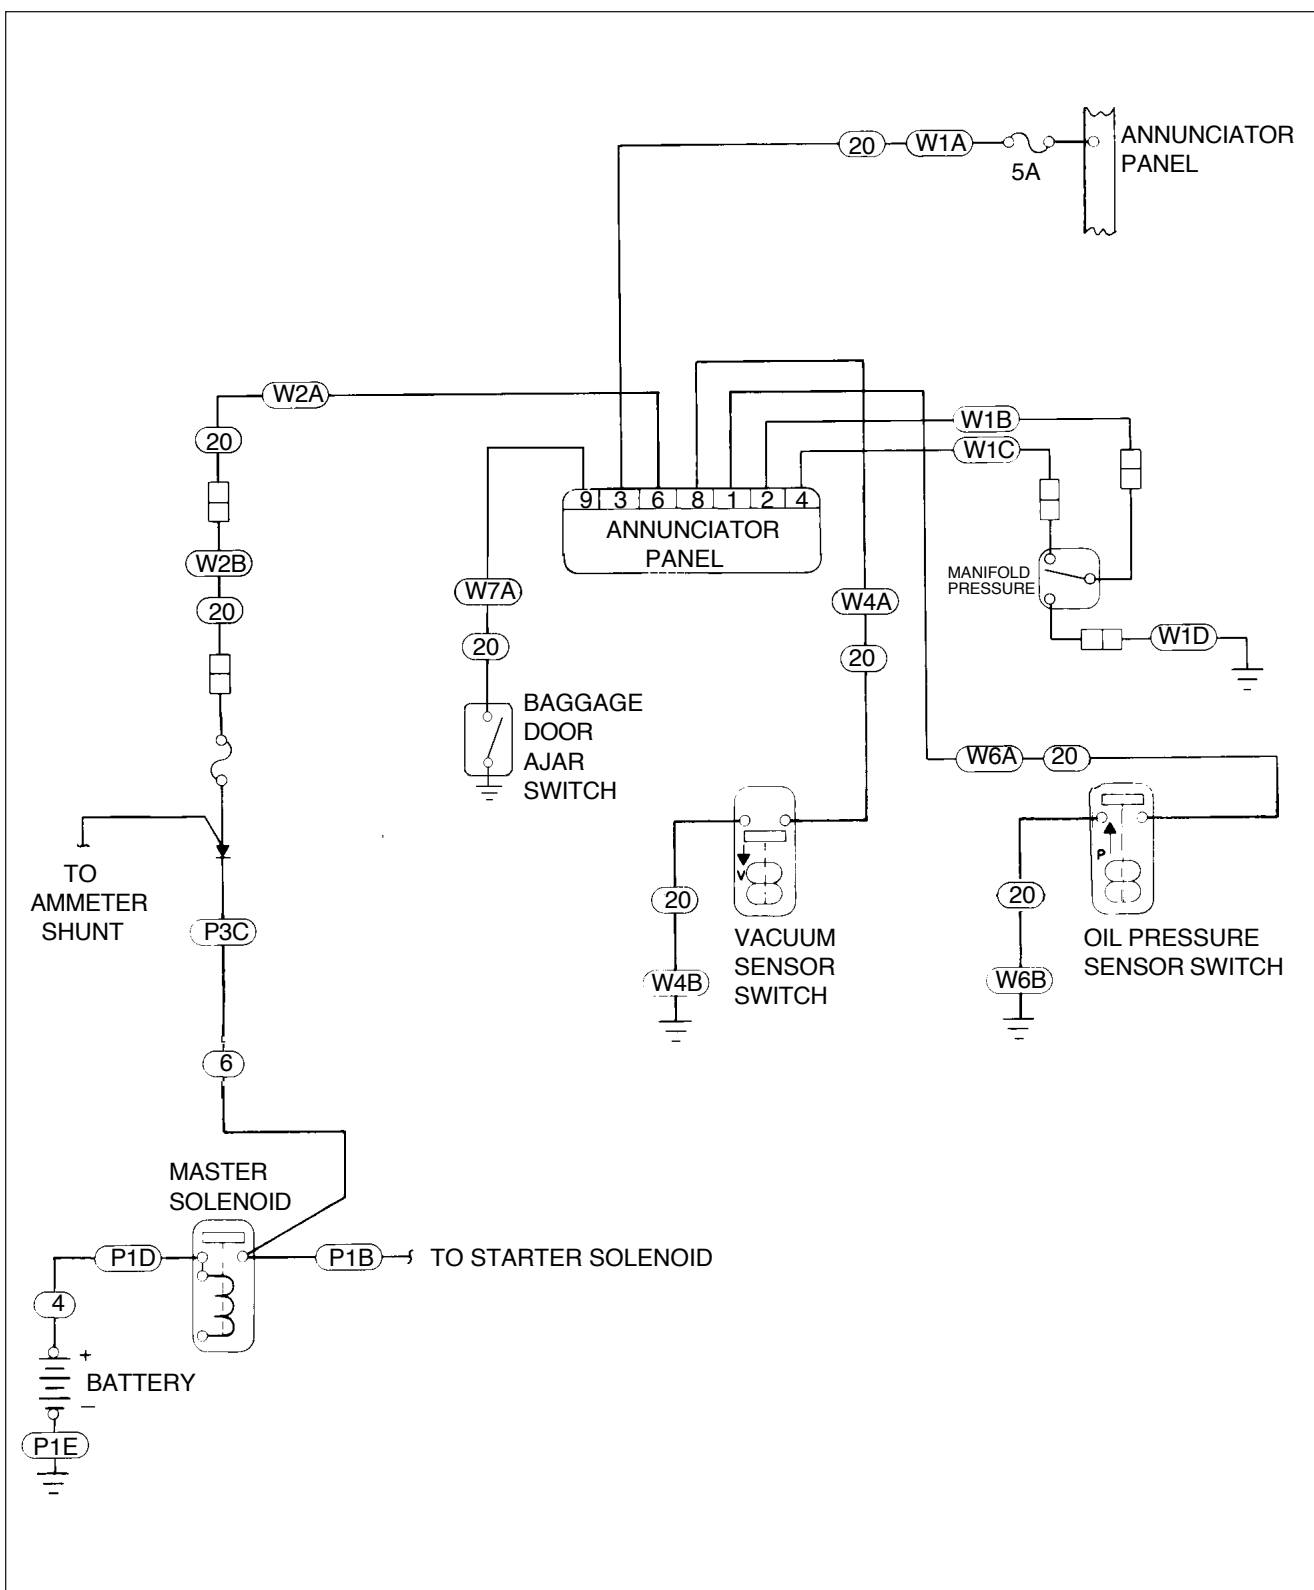 ANNUNCIATOR
PANEL
20
W1A
5A
W2A
20
W1B
W1C
9 3 6 8 1 2 4
ANNUNCIATOR
PANEL
W2B
20
W7A
20
W4A
20
MANIFOLD
PRESSURE
W1D
BAGGAGE
DOOR
AJAR
SWITCH
W6A
20
TO
AMMETER
SHUNT
V
P
20
20
P3C
VACUUM
SENSOR
SWITCH
OIL PRESSURE
SENSOR SWITCH
W4B
W6B
6
MASTER
SOLENOID
P1D
P1B
TO STARTER SOLENOID
4
+
BATTERY
–
P1E